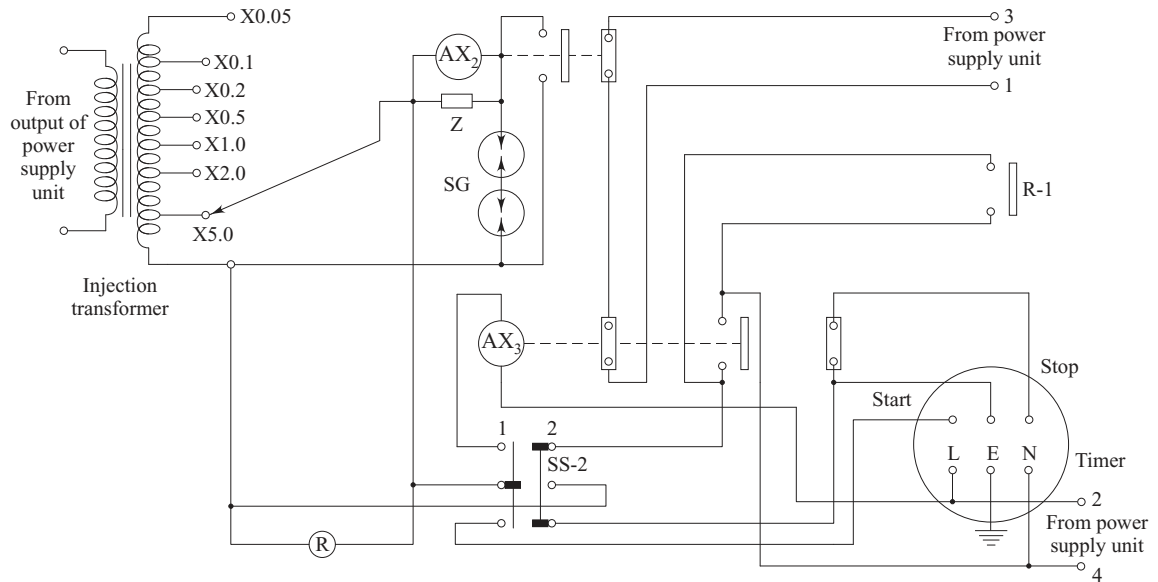 X0.05
X0.1
X0.2
X0.5
X1.0
X2.0
X5.0
From
output of
power
supply
unit
Injection
transformer
AX2
Z
SG
3
From power
supply unit
1
R-1
AX3
Stop
Start
L E N
Timer
1 2
SS-2
2
From power
supply unit
4
R